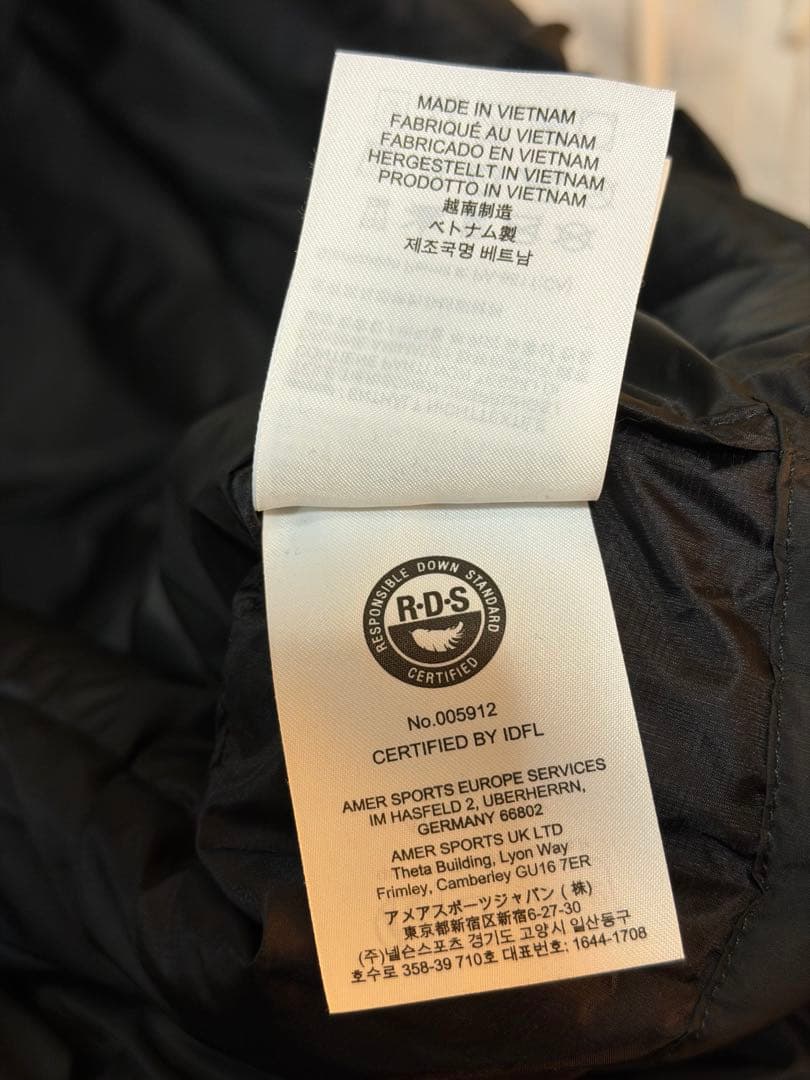 MADE IN VIETNAM
FABRIQUÉ AU VIETNAM
FABRICADO EN VIETNAM
HERGESTELLT IN VIETNAM
PRODOTTO IN VIETNAM
越南制造
ベトナム製
제조국명 베트남
RESPONSIBLE DOWN STANDARD
R·D·S
CERTIFIED
No.005912
CERTIFIED BY IDFL
AMER SPORTS EUROPE SERVICES
IM HASFELD 2, UBERHERRN,
GERMANY 66802
AMER SPORTS UK LTD
Theta Building, Lyon Way
Frimley, Camberley GU16 7ER
アメアスポーツジャパン (株)
東京都新宿区新宿6-27-30
(주)넬슨스포츠 경기도 고양시 일산동구
호수로 358-39 710호 대표번호: 1644-1708